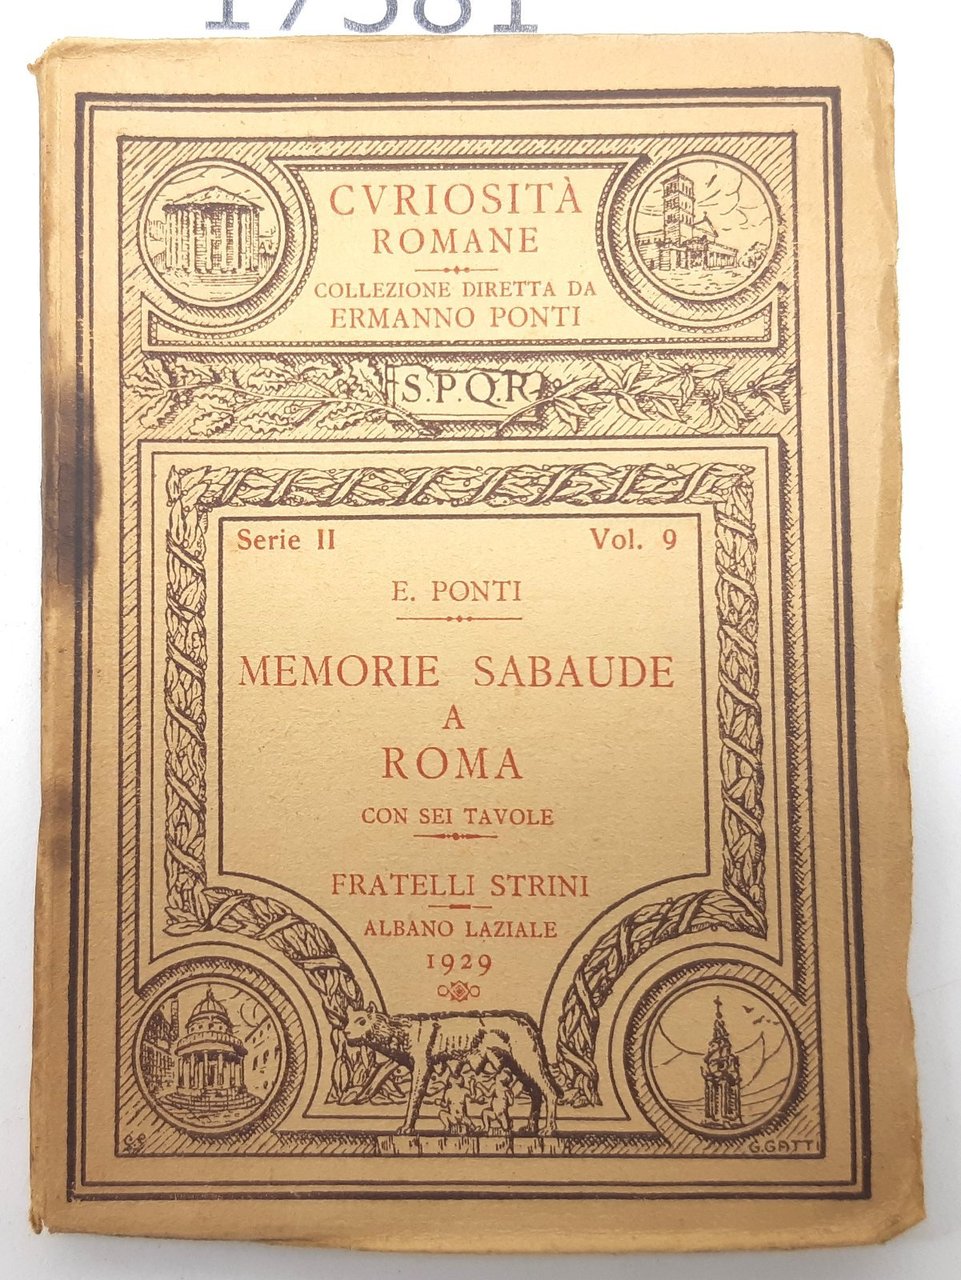 17381
CVRIOSITÀ
ROMANE
COLLEZIONE DIRETTA DA
ERMANNO PONTI
S.P.Q.R
Serie II Vol. 9
E. PONTI
MEMORIE SABAUDE
A
ROMA
CON SEI TAVOLE
FRATELLI STRINI
ALBANO LAZIALE
1929
G.GATTI